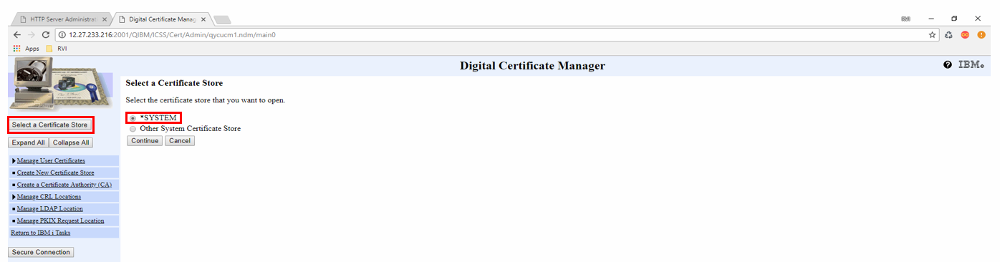 HTTP Server Administrat
Digital Certificate Manag
12.27.233.216:2001/QIBM/ICSS/Cert/Admin/qycucm1.ndm/main0
Apps RVI
Digital Certificate Manager
IBM
Select a Certificate Store
Expand All Collapse All
Manage User Certificates
Create New Certificate Store
Create a Certificate Authority (CA)
Manage CRL Locations
Manage LDAP Location
Manage PKIX Request Location
Return to IBM i Tasks
Secure Connection
Select a Certificate Store
Select the certificate store that you want to open.
*SYSTEM
Other System Certificate Store
Continue Cancel